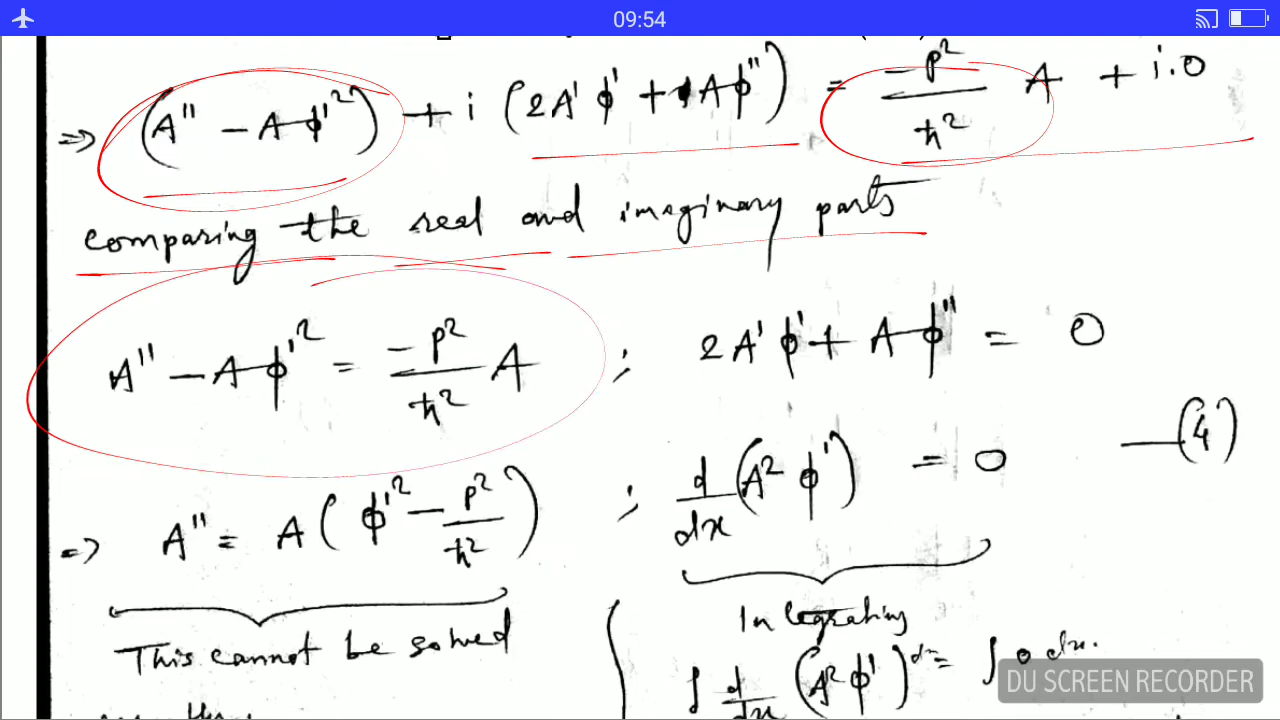 09:54
⇒ (A'' - Aϕ'²) + i (2A'ϕ' + Aϕ'') = -p²/ħ² A + i.0
comparing the real and imaginary parts
A'' - Aϕ'² = -p²/ħ² A ; 2A'ϕ' + Aϕ'' = 0
⇒ A'' = A(ϕ'² - p²/ħ²) ; d/dx (A²ϕ') = 0 —(4)
This cannot be solved
Integrating
∫ d/dx (A²ϕ') dx = ∫ 0 dx.
DU SCREEN RECORDER